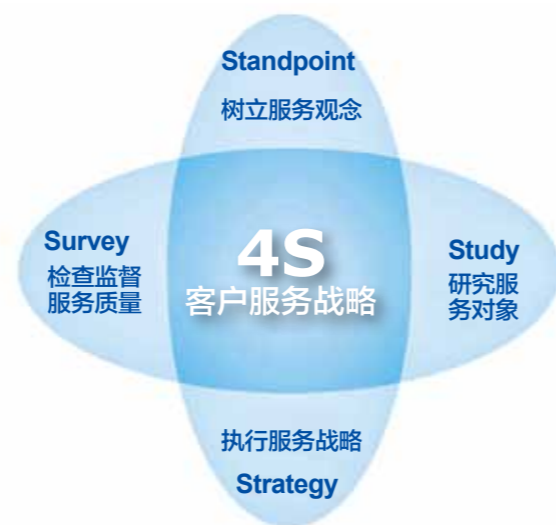 Standpoint
树立服务观念
Survey
检查监督
服务质量
4S
客户服务战略
Study
研究服
务对象
执行服务战略
Strategy